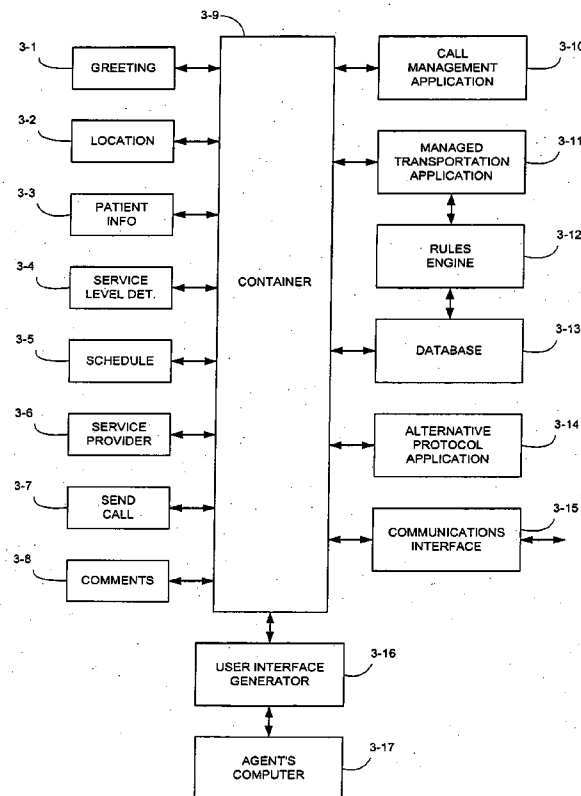 3-1
GREETING
3-2
LOCATION
3-3
PATIENT
INFO
3-4
SERVICE
LEVEL DET.
3-5
SCHEDULE
3-6
SERVICE
PROVIDER
3-7
SEND
CALL
3-8
COMMENTS
3-9
CONTAINER
3-10
CALL
MANAGEMENT
APPLICATION
3-11
MANAGED
TRANSPORTATION
APPLICATION
3-12
RULES
ENGINE
3-13
DATABASE
3-14
ALTERNATIVE
PROTOCOL
APPLICATION
3-15
COMMUNICATIONS
INTERFACE
3-16
USER INTERFACE
GENERATOR
3-17
AGENT'S
COMPUTER